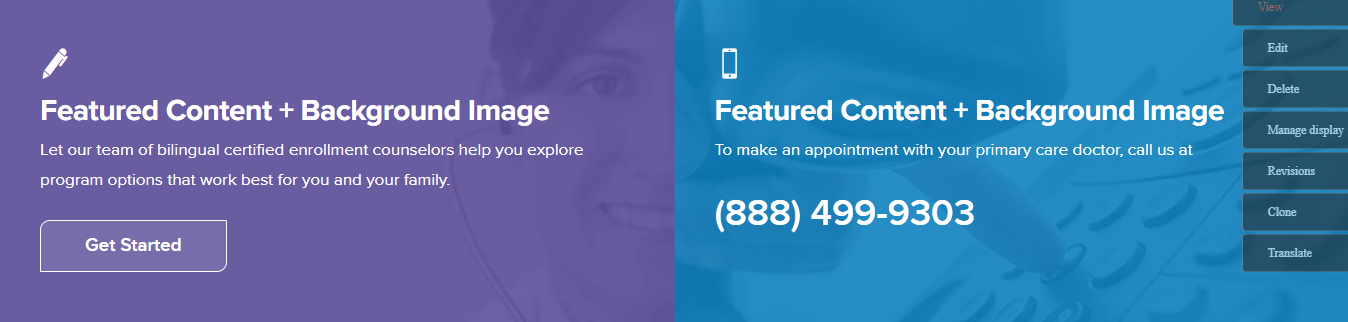 Featured Content + Background Image
Let our team of bilingual certified enrollment counselors help you explore
program options that work best for you and your family.
Get Started
Featured Content + Background Image
To make an appointment with your primary care doctor, call us at
(888) 499-9303
View
Edit
Delete
Manage display
Revisions
Clone
Translate